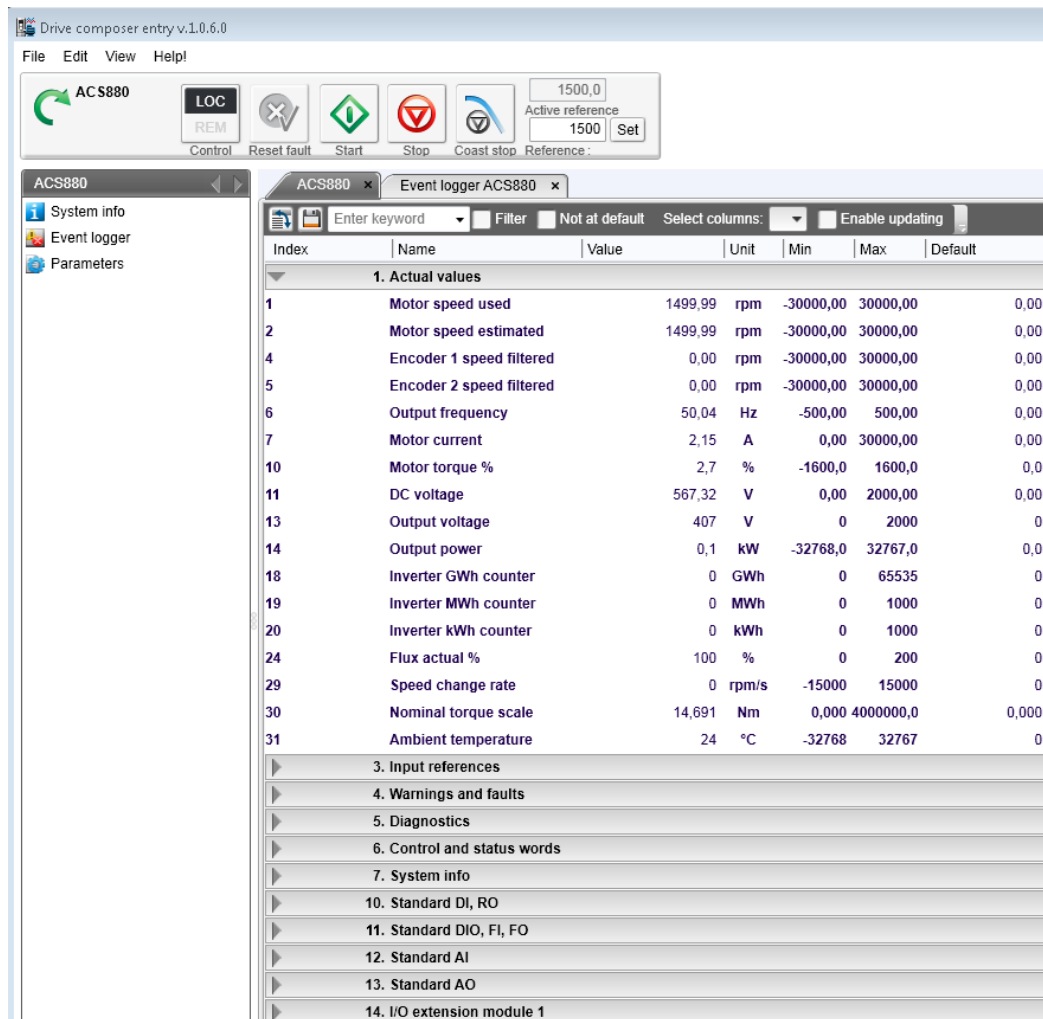 Drive composer entry v.1.0.6.0
File Edit View Help!
ACS880
LOC
REM
Control
Reset fault
Start
Stop
Coast stop
1500,0
Active reference
1500 Set
Reference :
ACS880
System info
Event logger
Parameters
ACS880 × Event logger ACS880 ×
Enter keyword Filter Not at default Select columns: Enable updating
Index Name Value Unit Min Max Default
1. Actual values
1 Motor speed used 1499,99 rpm -30000,00 30000,00 0,00
2 Motor speed estimated 1499,99 rpm -30000,00 30000,00 0,00
4 Encoder 1 speed filtered 0,00 rpm -30000,00 30000,00 0,00
5 Encoder 2 speed filtered 0,00 rpm -30000,00 30000,00 0,00
6 Output frequency 50,04 Hz -500,00 500,00 0,00
7 Motor current 2,15 A 0,00 30000,00 0,00
10 Motor torque % 2,7 % -1600,0 1600,0 0,0
11 DC voltage 567,32 V 0,00 2000,00 0,00
13 Output voltage 407 V 0 2000 0
14 Output power 0,1 kW -32768,0 32767,0 0,0
18 Inverter GWh counter 0 GWh 0 65535 0
19 Inverter MWh counter 0 MWh 0 1000 0
20 Inverter kWh counter 0 kWh 0 1000 0
24 Flux actual % 100 % 0 200 0
29 Speed change rate 0 rpm/s -15000 15000 0
30 Nominal torque scale 14,691 Nm 0,000 4000000,0 0,000
31 Ambient temperature 24 °C -32768 32767 0
3. Input references
4. Warnings and faults
5. Diagnostics
6. Control and status words
7. System info
10. Standard DI, RO
11. Standard DIO, FI, FO
12. Standard AI
13. Standard AO
14. I/O extension module 1